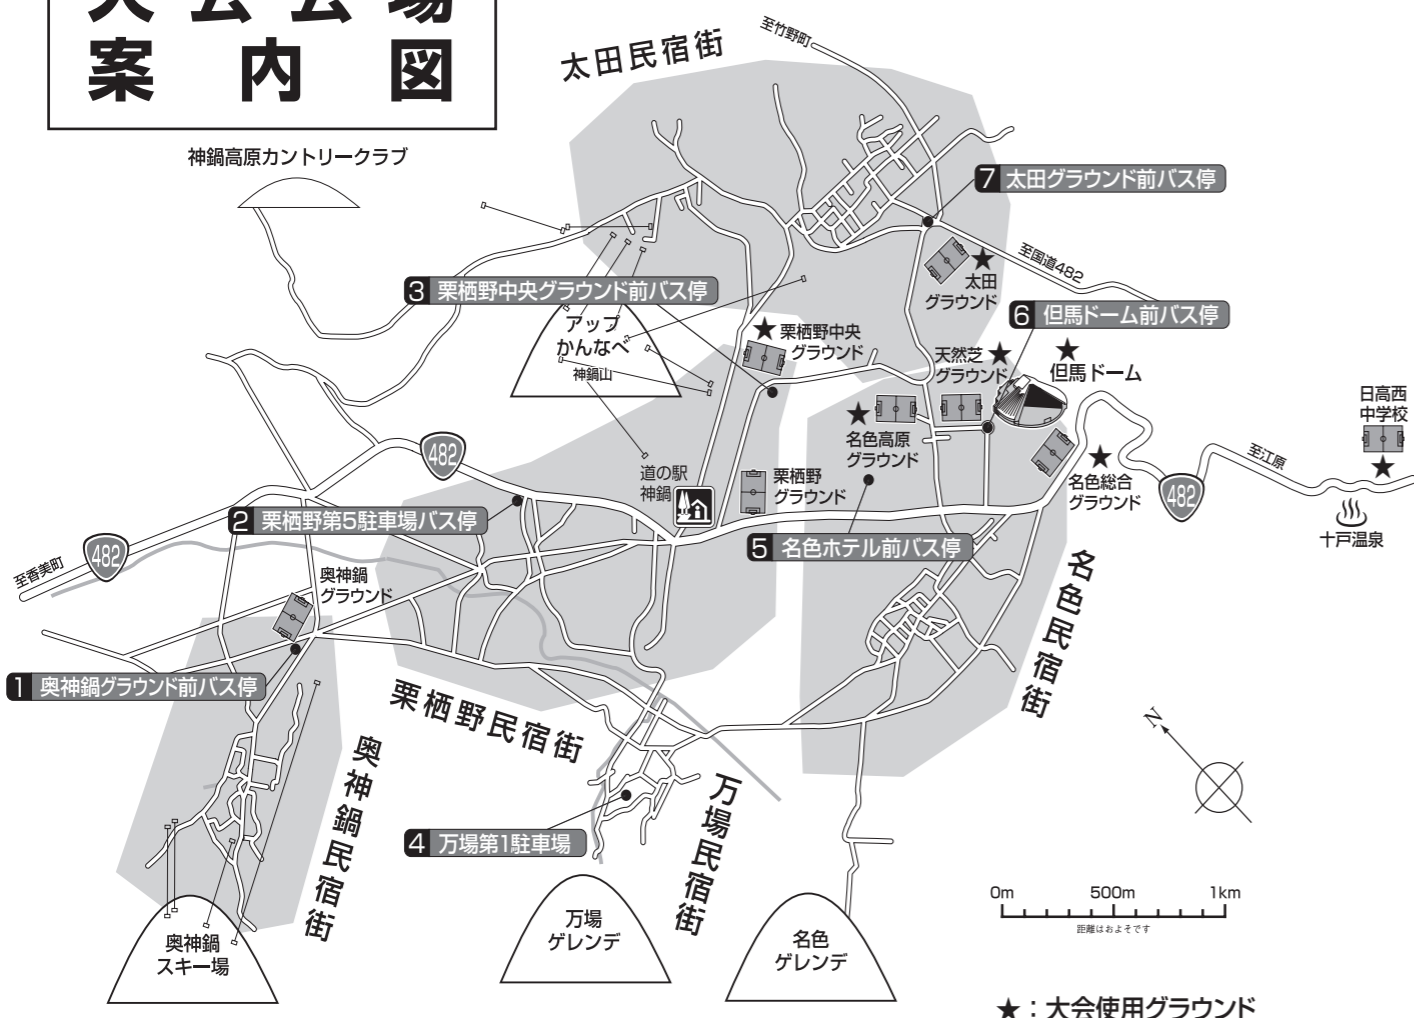 大会会場
案内図
太田民宿街
至竹野町
神鍋高原カントリークラブ
7 太田グラウンド前バス停
至国道482
太田
グラウンド
3 栗栖野中央グラウンド前バス停
6 但馬ドーム前バス停
アップ
かんなべ
神鍋山
栗栖野中央
グラウンド
天然芝
グラウンド
但馬ドーム
日高西
中学校
名色高原
グラウンド
482
道の駅
神鍋
栗栖野
グラウンド
名色総合
グラウンド
482
至江原
十戸温泉
2 栗栖野第5駐車場バス停
5 名色ホテル前バス停
482
至香美町
奥神鍋
グラウンド
名色民宿街
1 奥神鍋グラウンド前バス停
栗栖野民宿街
奥神鍋民宿街
万場民宿街
N
4 万場第1駐車場
0m 500m 1km
距離はおよそです
奥神鍋
スキー場
万場
ゲレンデ
名色
ゲレンデ
★：大会使用グラウンド